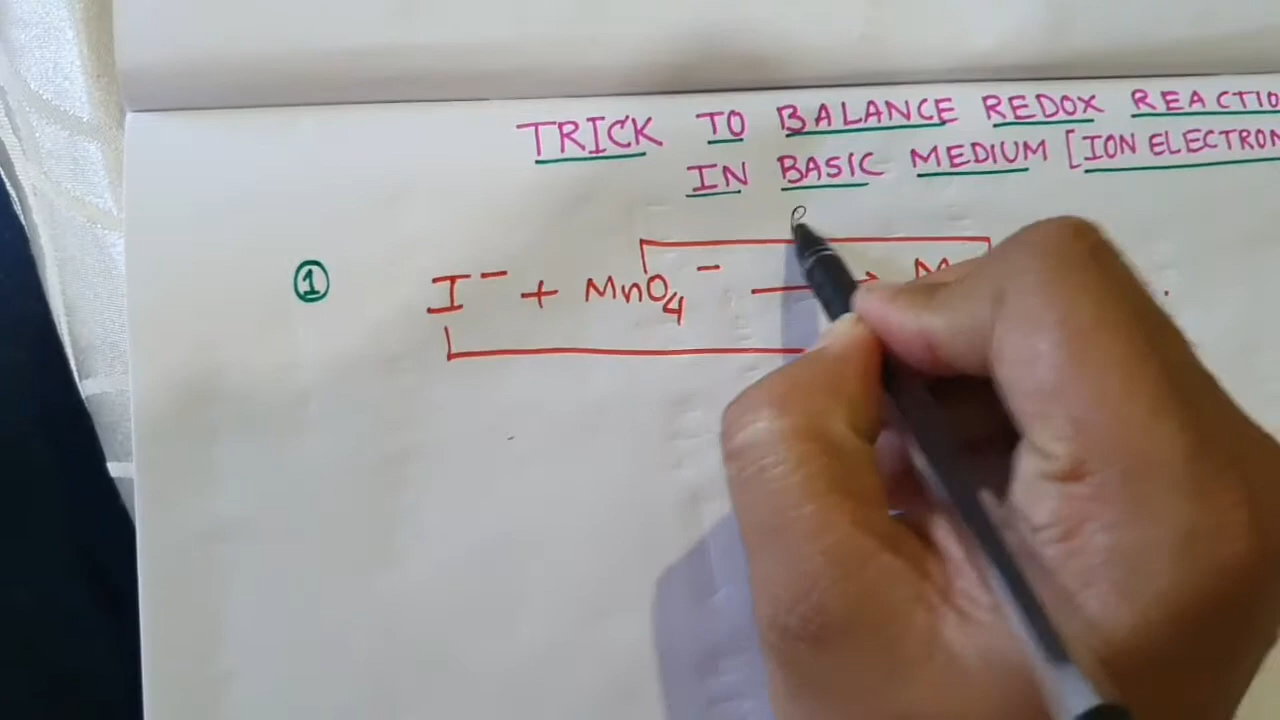 TRICK TO BALANCE REDOX REACTIO
IN BASIC MEDIUM [ION ELECTRON
① I⁻ + MnO₄⁻ → M